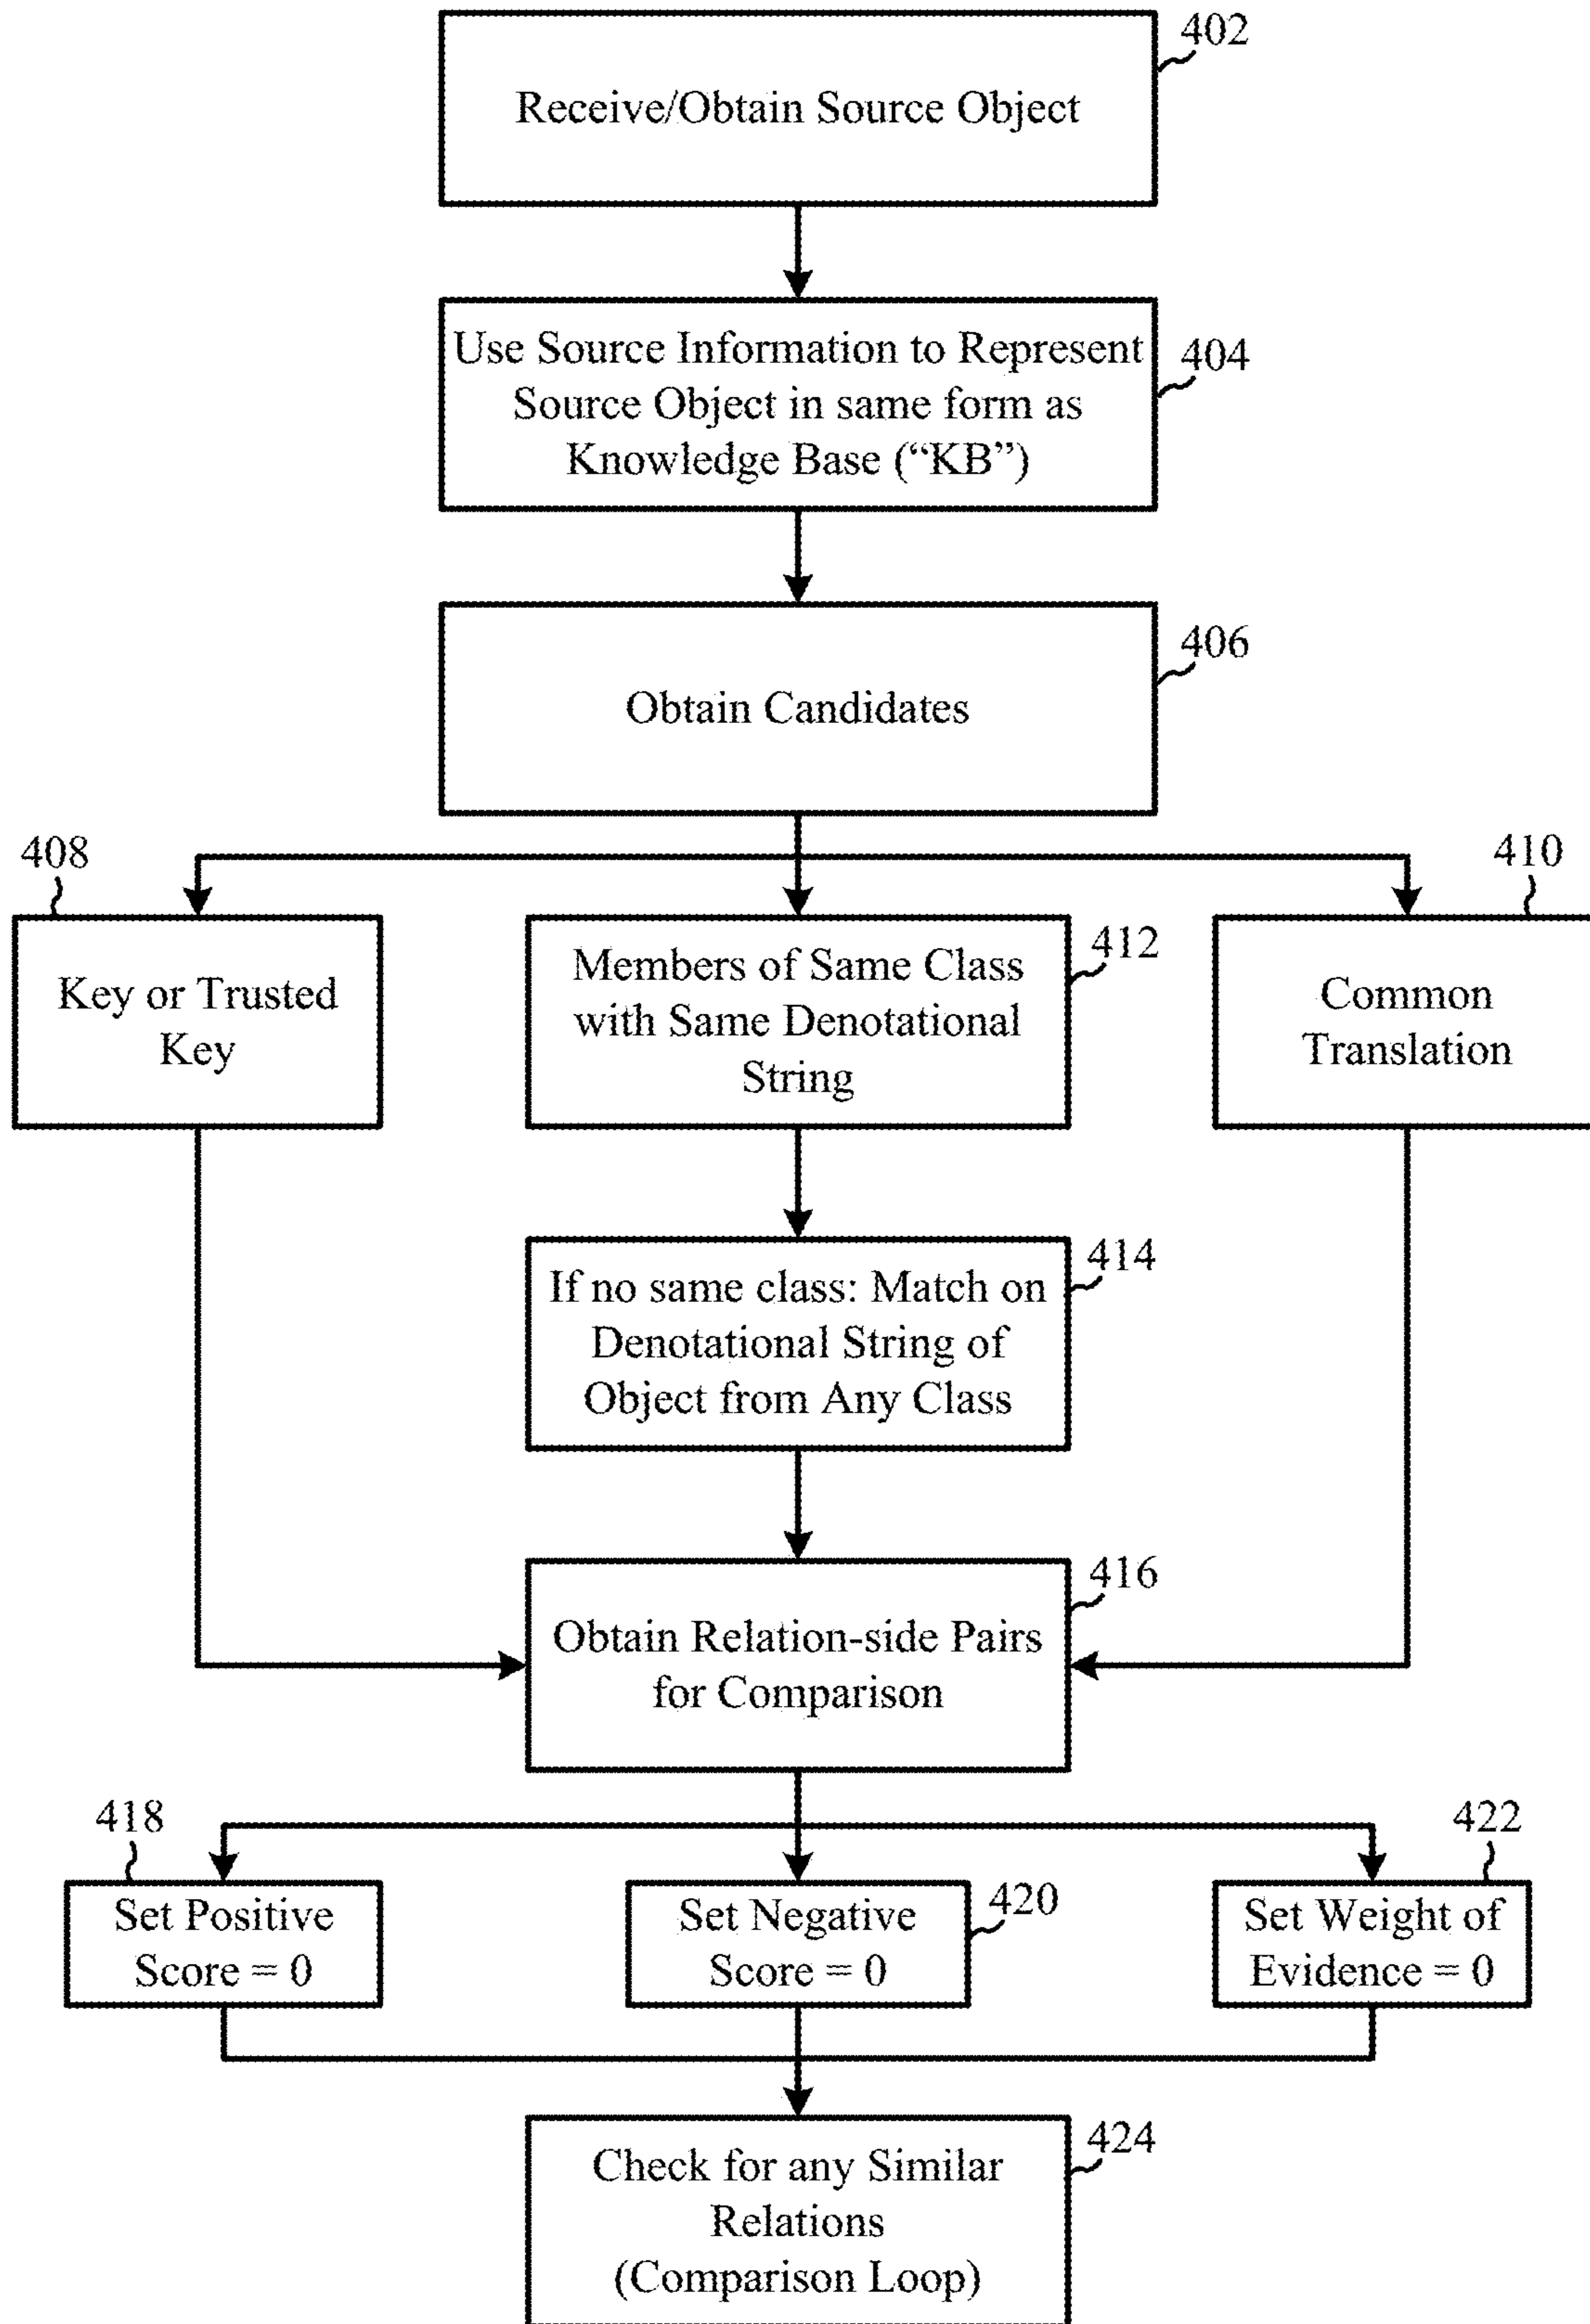 402
Receive/Obtain Source Object
Use Source Information to Represent
Source Object in same form as
Knowledge Base (“KB”)
404
406
Obtain Candidates
408
410
Key or Trusted
Key
Members of Same Class
with Same Denotational
String
412
Common
Translation
If no same class: Match on
Denotational String of
Object from Any Class
414
416
Obtain Relation-side Pairs
for Comparison
418
422
Set Positive
Score = 0
Set Negative
Score = 0
420
Set Weight of
Evidence = 0
424
Check for any Similar
Relations
(Comparison Loop)